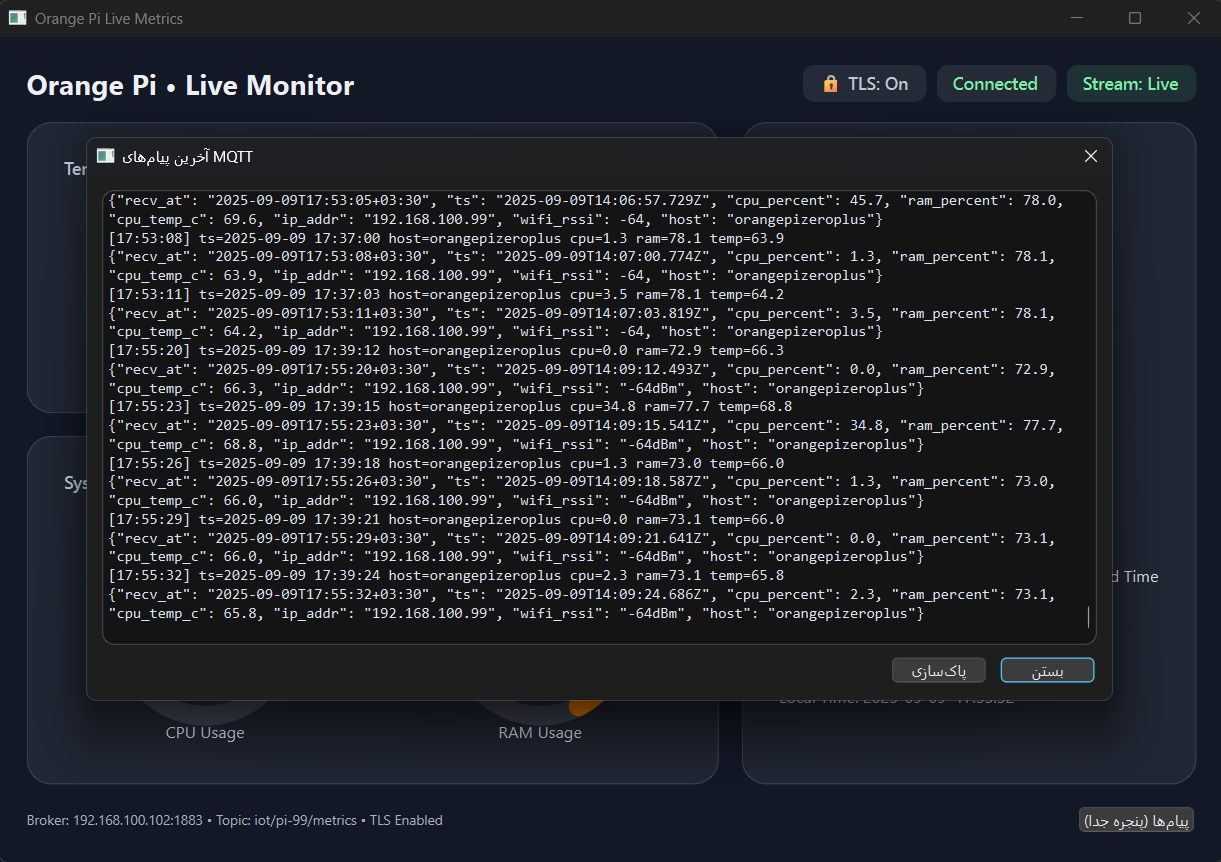 Orange Pi Live Metrics
Orange Pi • Live Monitor
TLS: On
Connected
Stream: Live
آخرین پیام‌های MQTT
{"recv_at": "2025-09-09T17:53:05+03:30", "ts": "2025-09-09T14:06:57.729Z", "cpu_percent": 45.7, "ram_percent": 78.0,
"cpu_temp_c": 69.6, "ip_addr": "192.168.100.99", "wifi_rssi": -64, "host": "orangepizeroplus"}
[17:53:08] ts=2025-09-09 17:37:00 host=orangepizeroplus cpu=1.3 ram=78.1 temp=63.9
{"recv_at": "2025-09-09T17:53:08+03:30", "ts": "2025-09-09T14:07:00.774Z", "cpu_percent": 1.3, "ram_percent": 78.1,
"cpu_temp_c": 63.9, "ip_addr": "192.168.100.99", "wifi_rssi": -64, "host": "orangepizeroplus"}
[17:53:11] ts=2025-09-09 17:37:03 host=orangepizeroplus cpu=3.5 ram=78.1 temp=64.2
{"recv_at": "2025-09-09T17:53:11+03:30", "ts": "2025-09-09T14:07:03.819Z", "cpu_percent": 3.5, "ram_percent": 78.1,
"cpu_temp_c": 64.2, "ip_addr": "192.168.100.99", "wifi_rssi": -64, "host": "orangepizeroplus"}
[17:55:20] ts=2025-09-09 17:39:12 host=orangepizeroplus cpu=0.0 ram=72.9 temp=66.3
{"recv_at": "2025-09-09T17:55:20+03:30", "ts": "2025-09-09T14:09:12.493Z", "cpu_percent": 0.0, "ram_percent": 72.9,
"cpu_temp_c": 66.3, "ip_addr": "192.168.100.99", "wifi_rssi": "-64dBm", "host": "orangepizeroplus"}
[17:55:23] ts=2025-09-09 17:39:15 host=orangepizeroplus cpu=34.8 ram=77.7 temp=68.8
{"recv_at": "2025-09-09T17:55:23+03:30", "ts": "2025-09-09T14:09:15.541Z", "cpu_percent": 34.8, "ram_percent": 77.7,
"cpu_temp_c": 68.8, "ip_addr": "192.168.100.99", "wifi_rssi": "-64dBm", "host": "orangepizeroplus"}
[17:55:26] ts=2025-09-09 17:39:18 host=orangepizeroplus cpu=1.3 ram=73.0 temp=66.0
{"recv_at": "2025-09-09T17:55:26+03:30", "ts": "2025-09-09T14:09:18.587Z", "cpu_percent": 1.3, "ram_percent": 73.0,
"cpu_temp_c": 66.0, "ip_addr": "192.168.100.99", "wifi_rssi": "-64dBm", "host": "orangepizeroplus"}
[17:55:29] ts=2025-09-09 17:39:21 host=orangepizeroplus cpu=0.0 ram=73.1 temp=66.0
{"recv_at": "2025-09-09T17:55:29+03:30", "ts": "2025-09-09T14:09:21.641Z", "cpu_percent": 0.0, "ram_percent": 73.1,
"cpu_temp_c": 66.0, "ip_addr": "192.168.100.99", "wifi_rssi": "-64dBm", "host": "orangepizeroplus"}
[17:55:32] ts=2025-09-09 17:39:24 host=orangepizeroplus cpu=2.3 ram=73.1 temp=65.8
{"recv_at": "2025-09-09T17:55:32+03:30", "ts": "2025-09-09T14:09:24.686Z", "cpu_percent": 2.3, "ram_percent": 73.1,
"cpu_temp_c": 65.8, "ip_addr": "192.168.100.99", "wifi_rssi": "-64dBm", "host": "orangepizeroplus"}
Time
پاک‌سازی
بستن
CPU Usage
RAM Usage
Broker: 192.168.100.102:1883 • Topic: iot/pi-99/metrics • TLS Enabled
پیام‌ها (پنجره جدا)